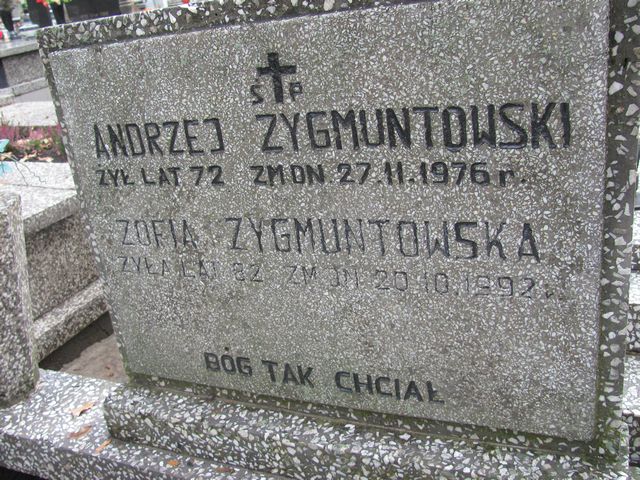 Ś P
ANDRZEJ ZYGMUNTOWSKI
ŻYŁ LAT 72 ZM DN 27.11.1976 r.
ZOFIA ZYGMUNTOWSKA
ŻYŁA LAT 82 ZM DN 20.10.1992 r
BÓG TAK CHCIAŁ